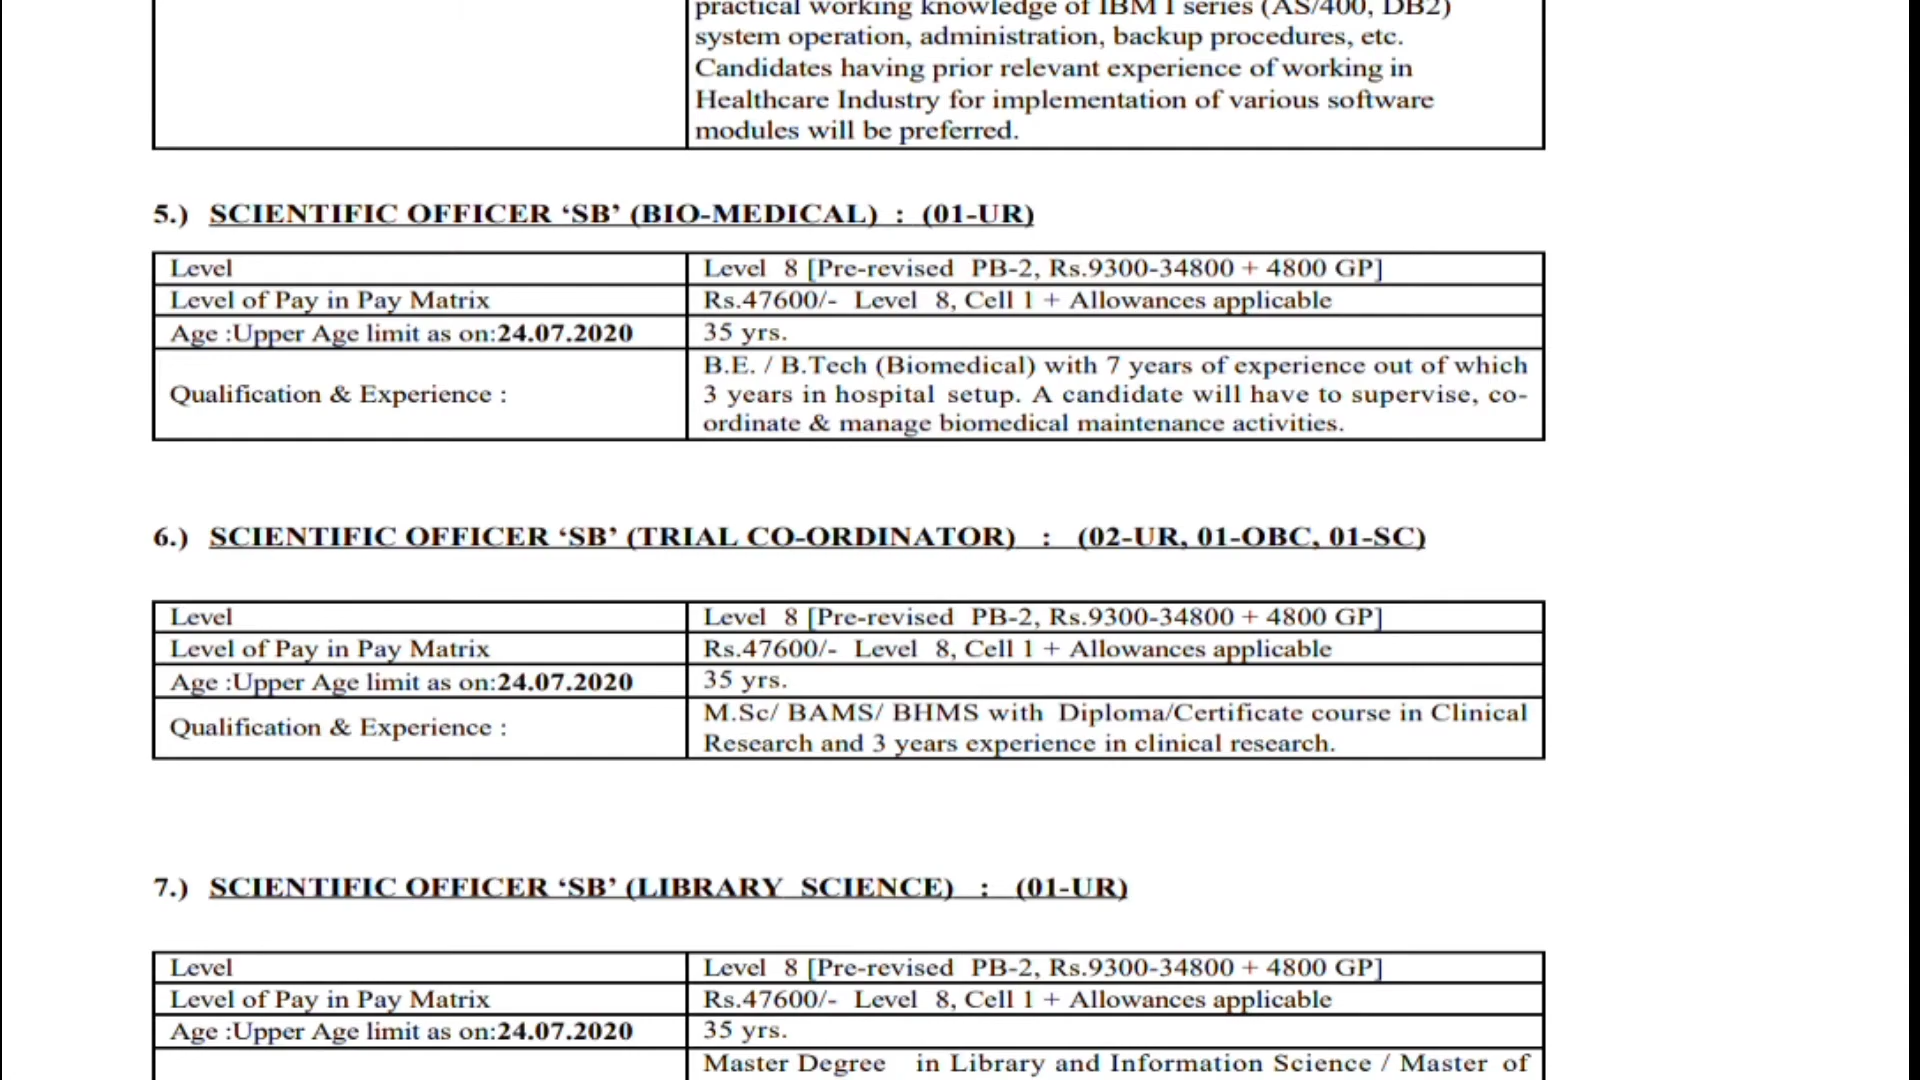 practical working knowledge of IBM I series (AS/400, DB2)
system operation, administration, backup procedures, etc.
Candidates having prior relevant experience of working in
Healthcare Industry for implementation of various software
modules will be preferred.
5.) SCIENTIFIC OFFICER ‘SB’ (BIO-MEDICAL) : (01-UR)
Level Level 8 [Pre-revised PB-2, Rs.9300-34800 + 4800 GP]
Level of Pay in Pay Matrix Rs.47600/- Level 8, Cell 1 + Allowances applicable
Age :Upper Age limit as on:24.07.2020 35 yrs.
Qualification & Experience :
B.E. / B.Tech (Biomedical) with 7 years of experience out of which
3 years in hospital setup. A candidate will have to supervise, co-
ordinate & manage biomedical maintenance activities.
6.) SCIENTIFIC OFFICER ‘SB’ (TRIAL CO-ORDINATOR) : (02-UR, 01-OBC, 01-SC)
Level Level 8 [Pre-revised PB-2, Rs.9300-34800 + 4800 GP]
Level of Pay in Pay Matrix Rs.47600/- Level 8, Cell 1 + Allowances applicable
Age :Upper Age limit as on:24.07.2020 35 yrs.
Qualification & Experience :
M.Sc/ BAMS/ BHMS with Diploma/Certificate course in Clinical
Research and 3 years experience in clinical research.
7.) SCIENTIFIC OFFICER ‘SB’ (LIBRARY SCIENCE) : (01-UR)
Level Level 8 [Pre-revised PB-2, Rs.9300-34800 + 4800 GP]
Level of Pay in Pay Matrix Rs.47600/- Level 8, Cell 1 + Allowances applicable
Age :Upper Age limit as on:24.07.2020 35 yrs.
Master Degree in Library and Information Science / Master of